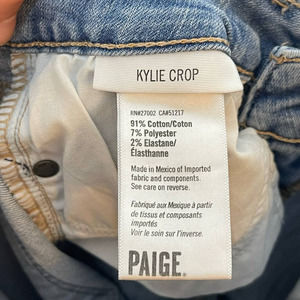 KYLIE CROP
RN#27002 CA#51217
91% Cotton/Coton
7% Polyester
2% Elastane/
Élasthanne
Made in Mexico of Imported
fabric and components.
See care on reverse.
Fabriqué aux Mexique à partir
de tissus et composants
importés
Voir le soin sur l'inverse.
PAIGE®